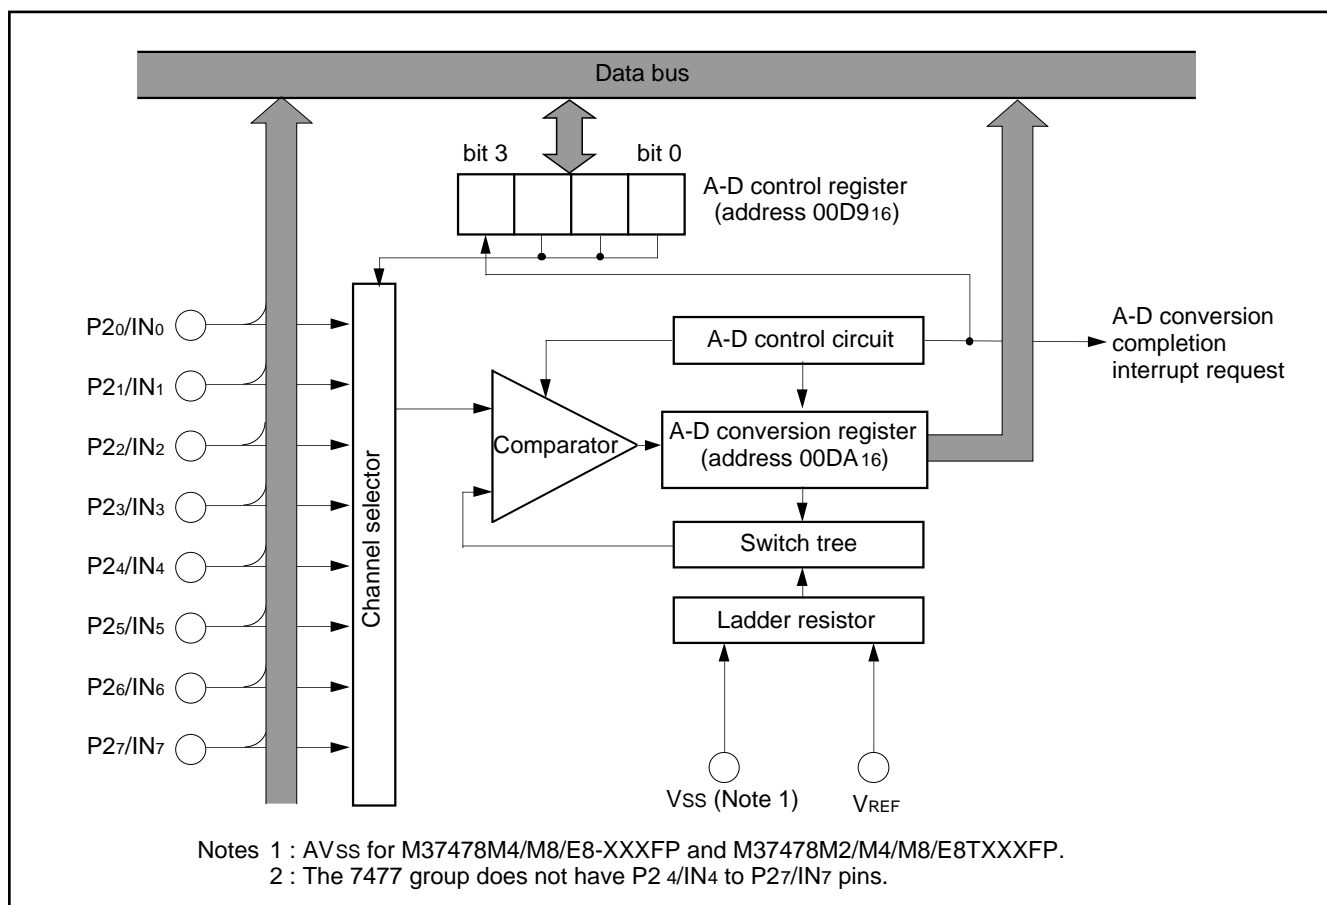 Data bus
bit 3
bit 0
A-D control register
(address 00D916)
P20/IN0
P21/IN1
P22/IN2
P23/IN3
P24/IN4
P25/IN5
P26/IN6
P27/IN7
Channel selector
A-D control circuit
A-D conversion
completion
interrupt request
Comparator
A-D conversion register
(address 00DA16)
Switch tree
Ladder resistor
VSS (Note 1)
VREF
Notes 1 : AVSS for M37478M4/M8/E8-XXXFP and M37478M2/M4/M8/E8TXXXFP.
2 : The 7477 group does not have P2 4/IN4 to P27/IN7 pins.